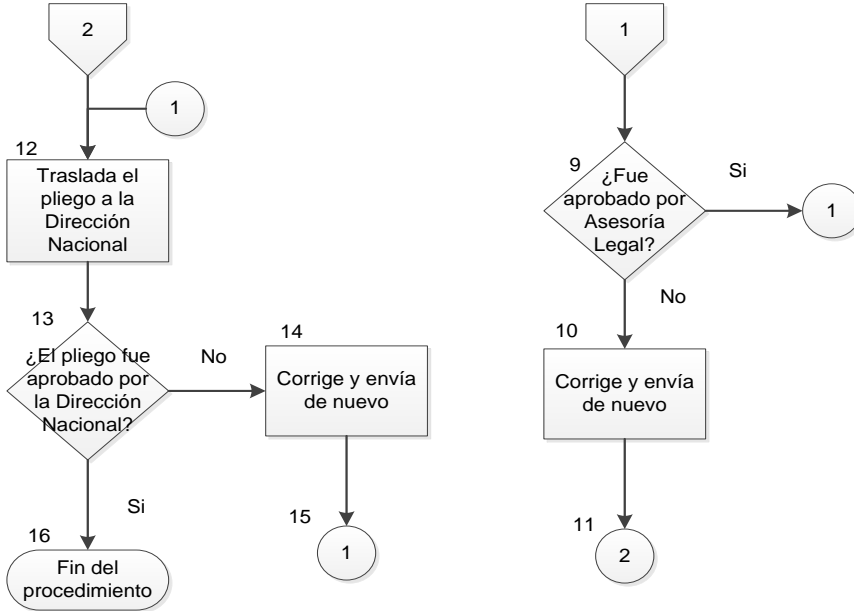 2
1
12
Traslada el
pliego a la
Dirección
Nacional
13
¿El pliego fue
aprobado por
la Dirección
Nacional?
No
14
Corrige y envía
de nuevo
Si
15
1
16
Fin del
procedimiento
1
9
¿Fue
aprobado por
Asesoría
Legal?
Si
1
No
10
Corrige y envía
de nuevo
11
2